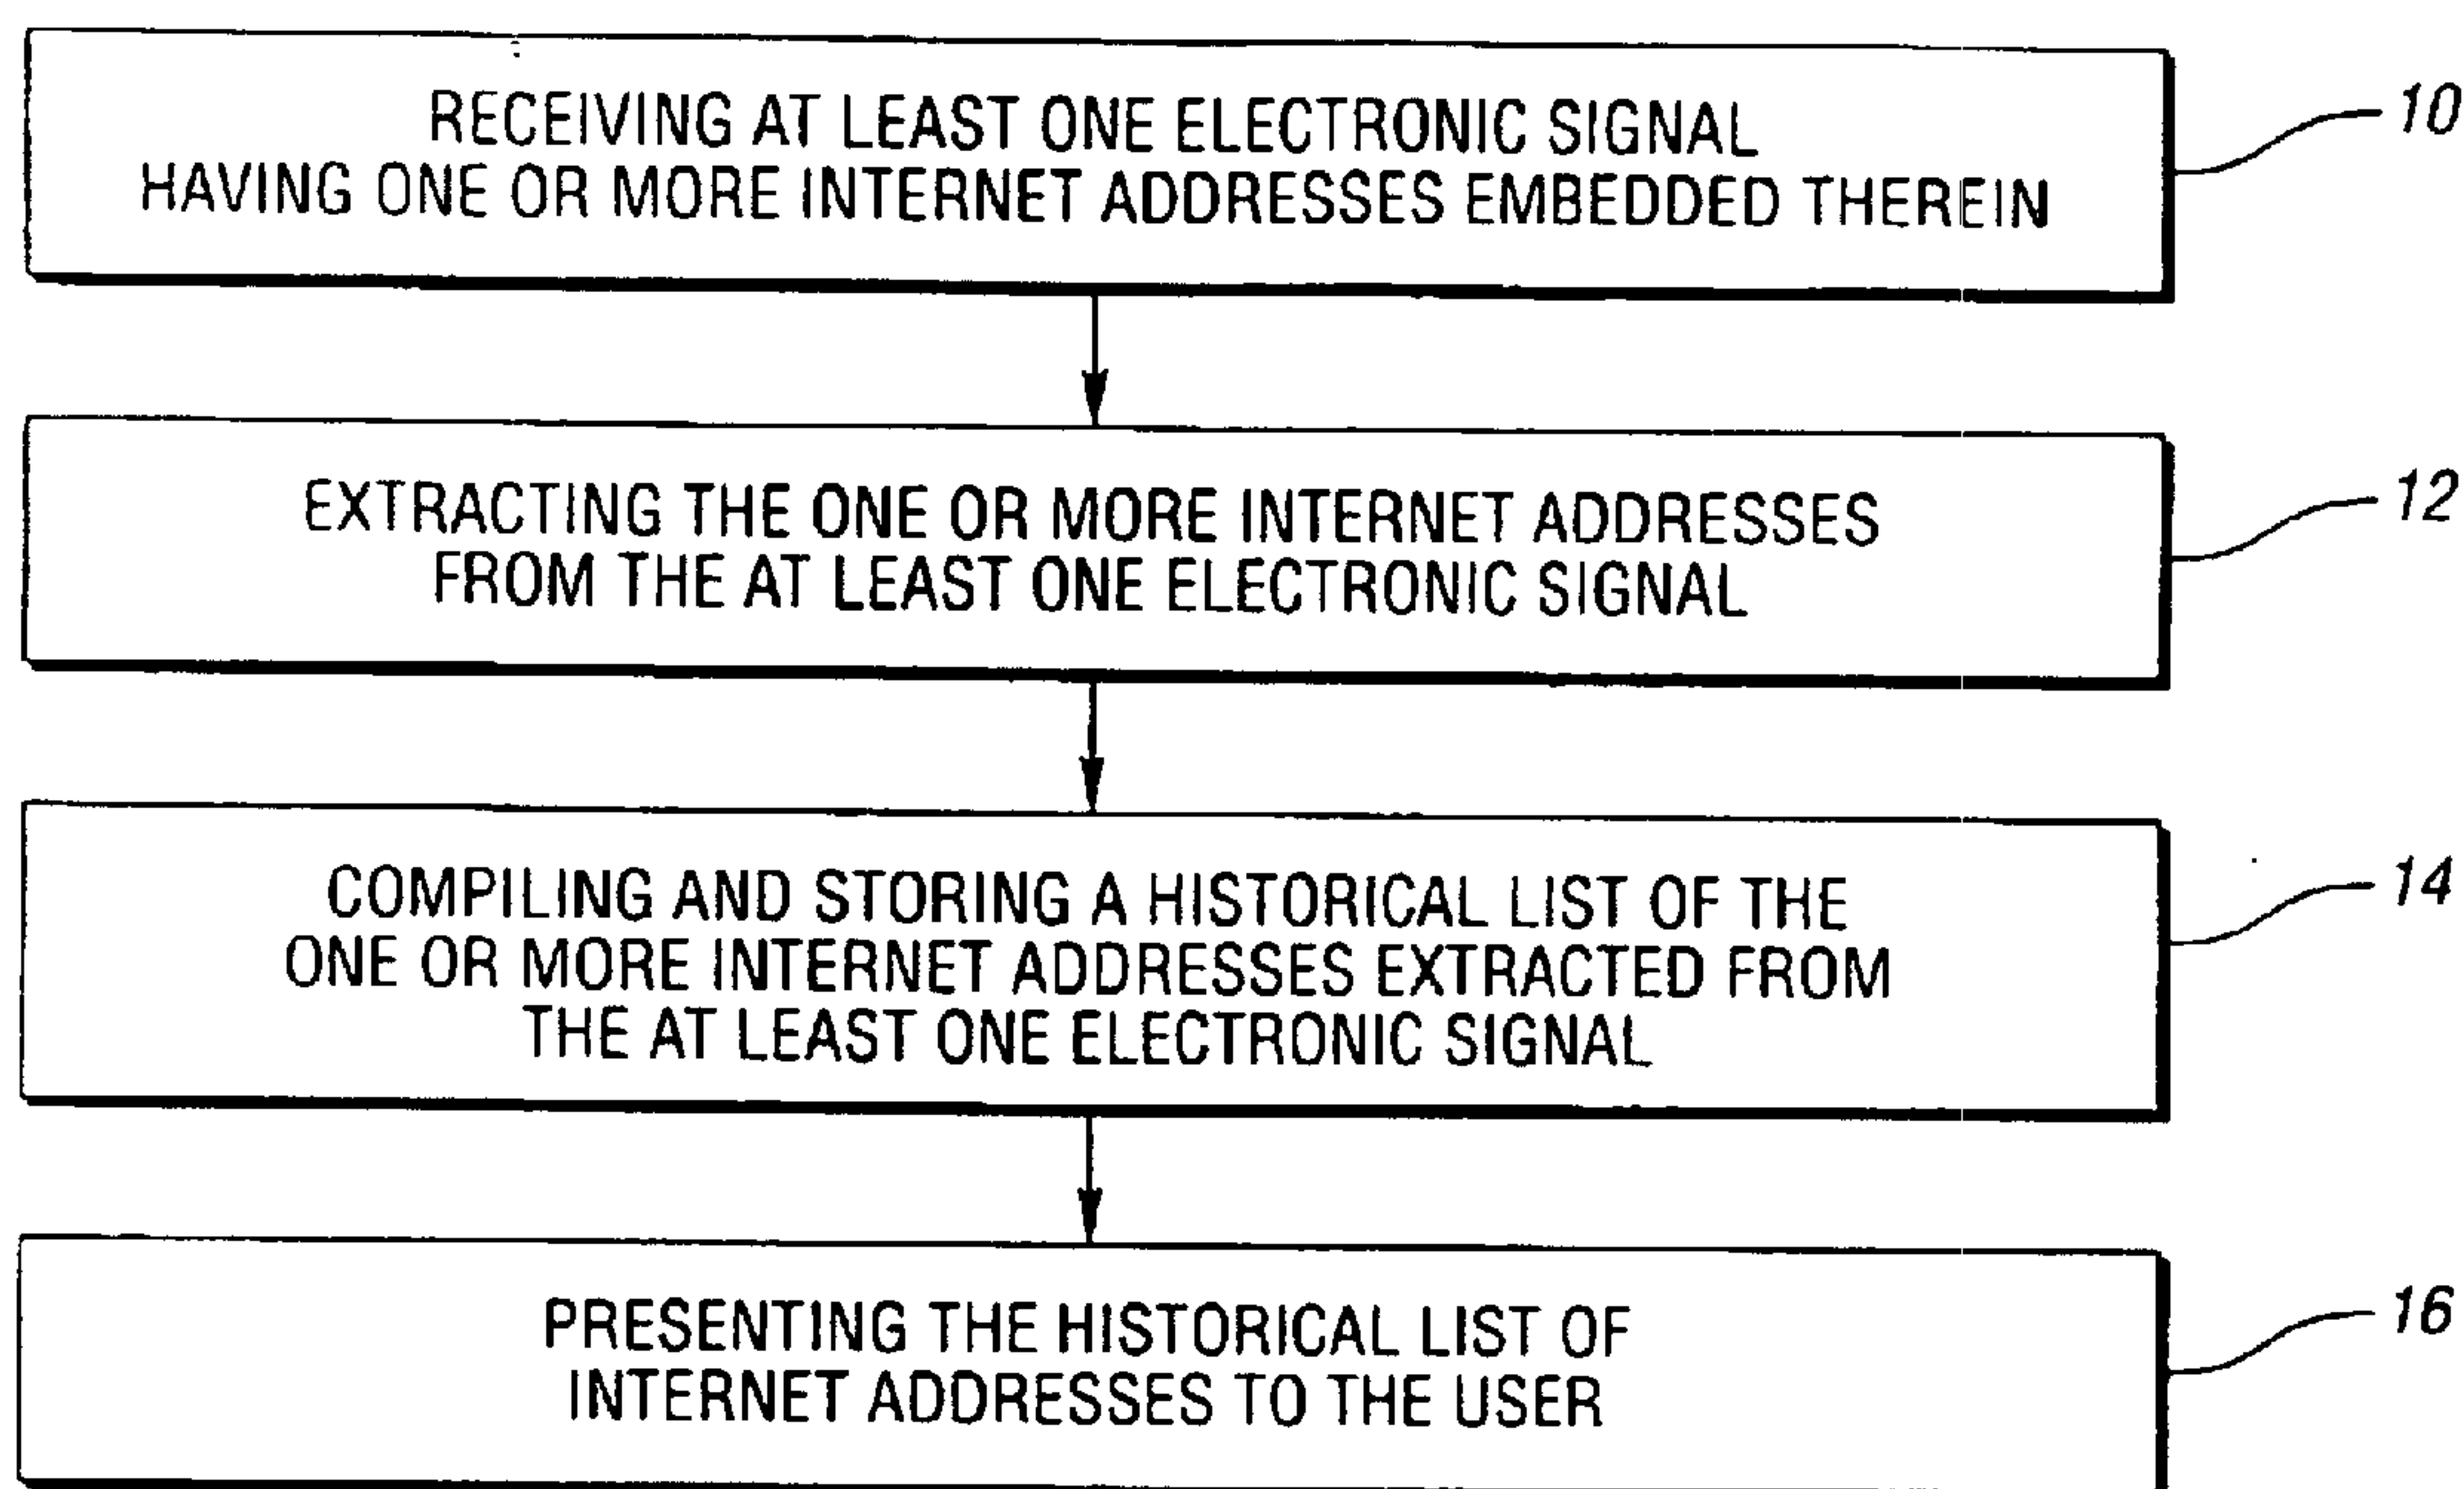 RECEIVING AT LEAST ONE ELECTRONIC SIGNAL
HAVING ONE OR MORE INTERNET ADDRESSES EMBEDDED THEREIN
10
EXTRACTING THE ONE OR MORE INTERNET ADDRESSES
FROM THE AT LEAST ONE ELECTRONIC SIGNAL
12
COMPILING AND STORING A HISTORICAL LIST OF THE
ONE OR MORE INTERNET ADDRESSES EXTRACTED FROM
THE AT LEAST ONE ELECTRONIC SIGNAL
14
PRESENTING THE HISTORICAL LIST OF
INTERNET ADDRESSES TO THE USER
16